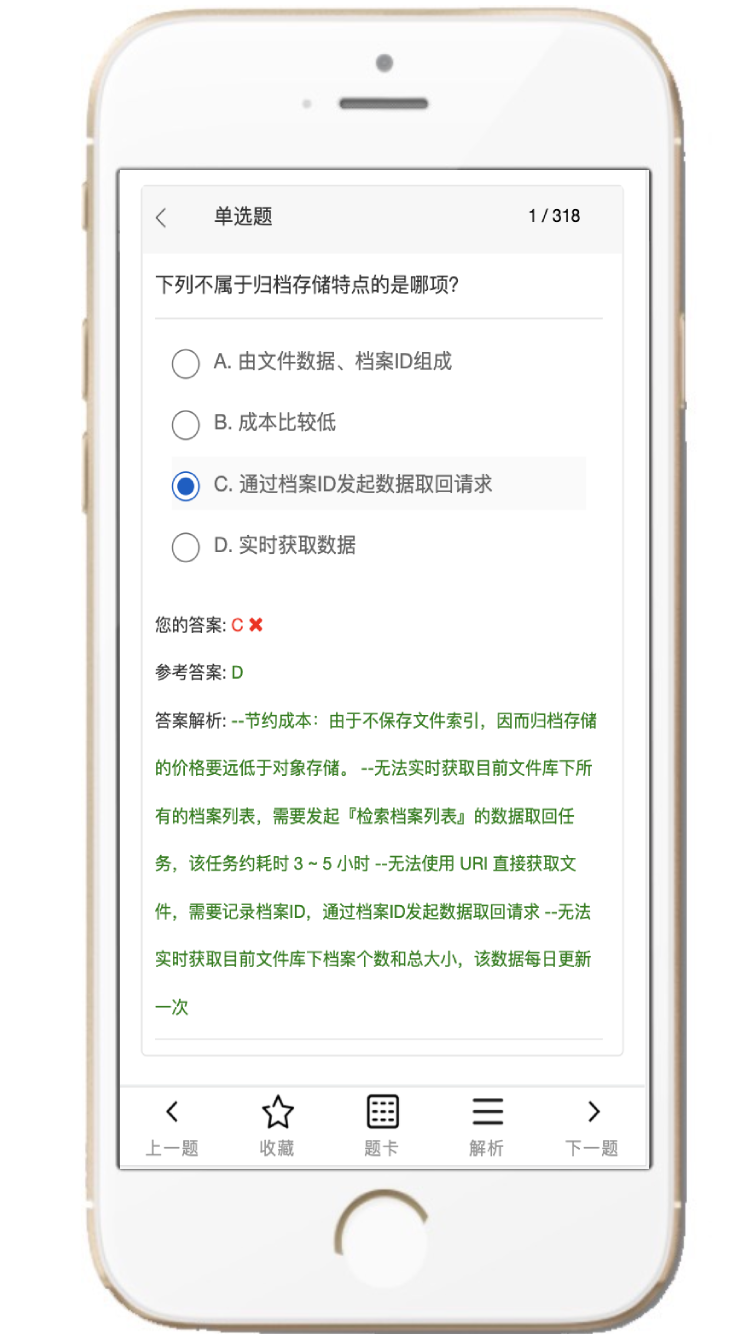 单选题 1 / 318
下列不属于归档存储特点的是哪项?
A. 由文件数据、档案ID组成
B. 成本比较低
C. 通过档案ID发起数据取回请求
D. 实时获取数据
您的答案: C ✖
参考答案: D
答案解析: --节约成本：由于不保存文件索引，因而归档存储
的价格要远低于对象存储。 --无法实时获取目前文件库下所
有的档案列表，需要发起『检索档案列表』的数据取回任
务，该任务约耗时 3 ~ 5 小时 --无法使用 URI 直接获取文
件，需要记录档案ID，通过档案ID发起数据取回请求 --无法
实时获取目前文件库下档案个数和总大小，该数据每日更新
一次
上一题 收藏 题卡 解析 下一题